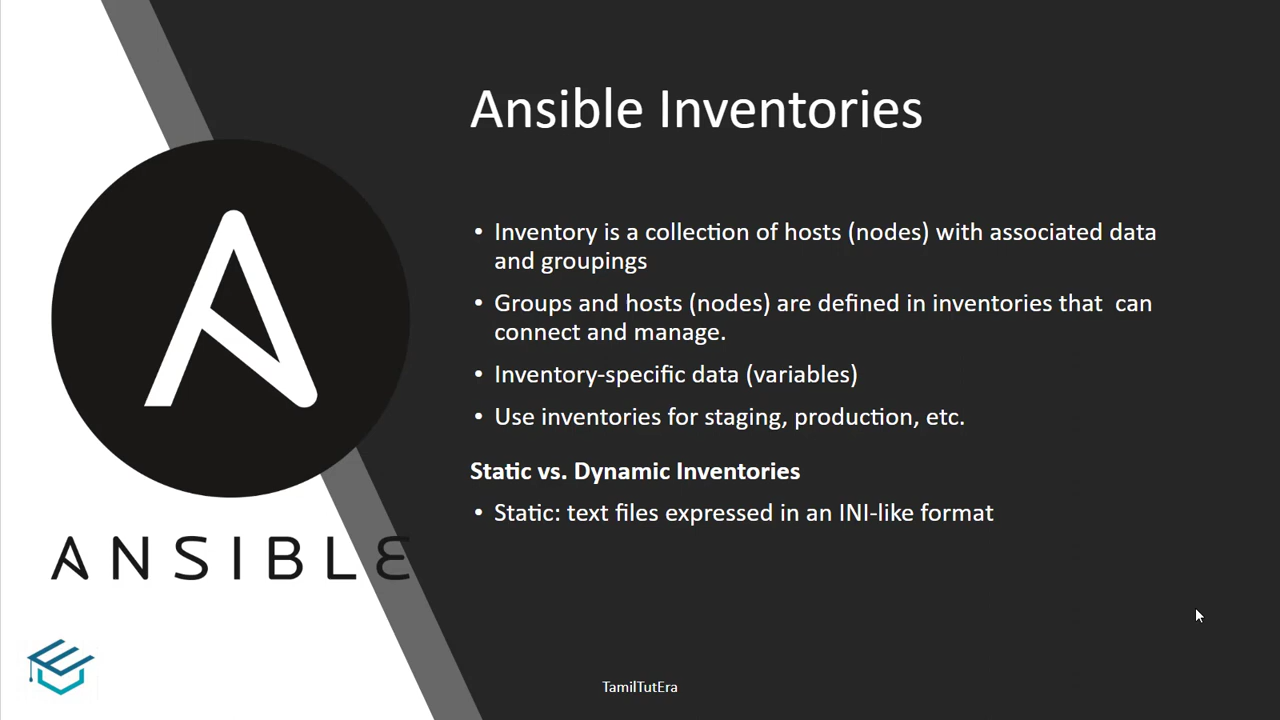 Ansible Inventories
• Inventory is a collection of hosts (nodes) with associated data
and groupings
• Groups and hosts (nodes) are defined in inventories that  can
connect and manage.
• Inventory-specific data (variables)
• Use inventories for staging, production, etc.
Static vs. Dynamic Inventories
• Static: text files expressed in an INI-like format
ANSIBLE
TamilTutEra